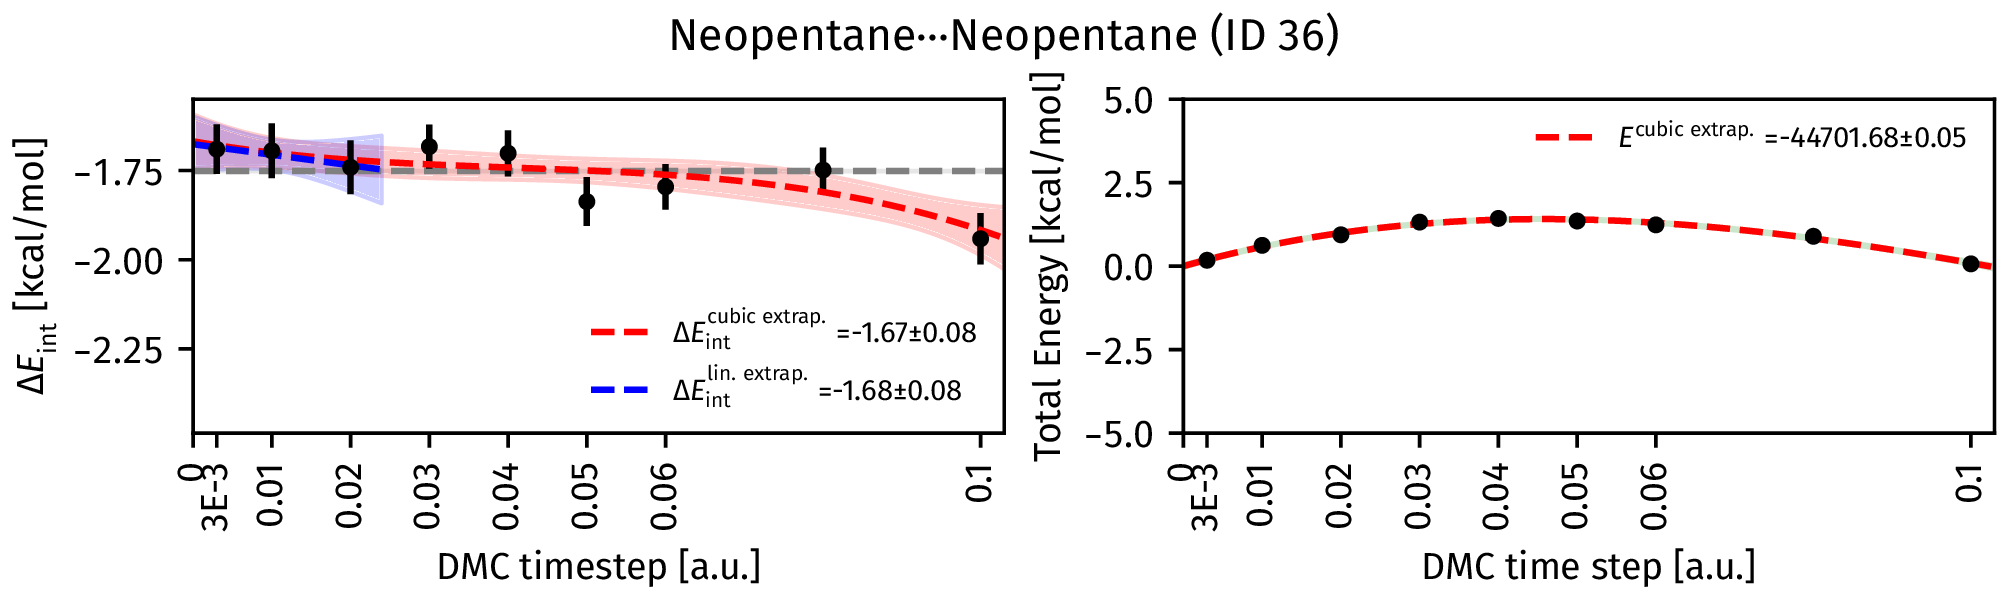 Neopentane···Neopentane (ID 36)
ΔE_int [kcal/mol]
−1.75
−2.00
−2.25
ΔE_int^cubic extrap. =-1.67±0.08
ΔE_int^lin. extrap. =-1.68±0.08
0
3E-3
0.01
0.02
0.03
0.04
0.05
0.06
0.1
DMC timestep [a.u.]
Total Energy [kcal/mol]
5.0
2.5
0.0
−2.5
−5.0
E^cubic extrap. =-44701.68±0.05
0
3E-3
0.01
0.02
0.03
0.04
0.05
0.06
0.1
DMC time step [a.u.]